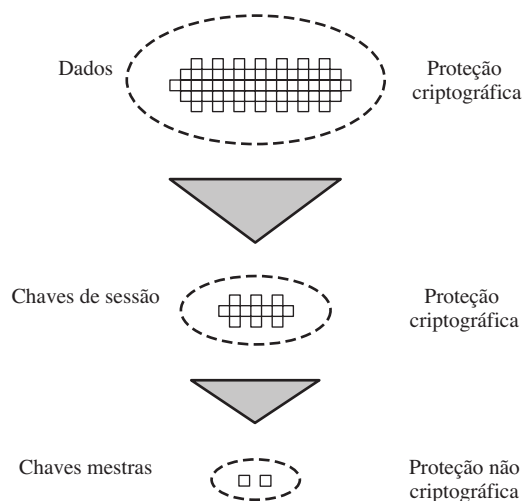 Dados
Proteção
criptográfica
Chaves de sessão
Proteção
criptográfica
Chaves mestras
Proteção não
criptográfica